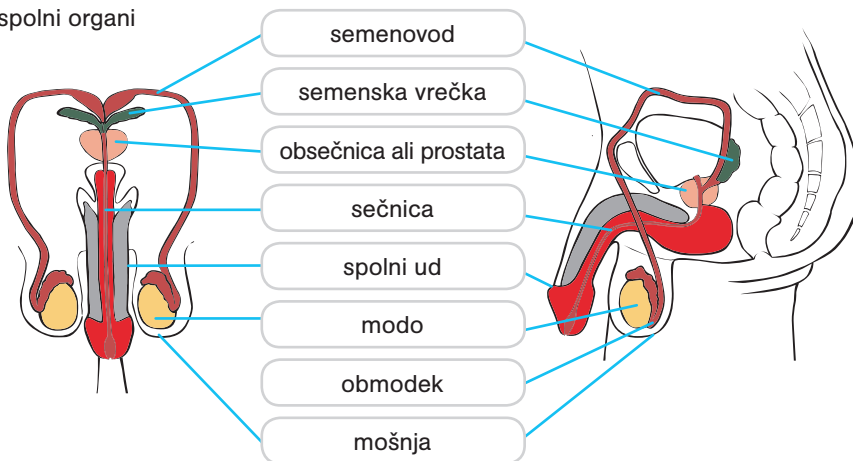 spolni organi
semenovod
semenska vrečka
obsečnica ali prostata
sečnica
spolni ud
modo
obmodek
mošnja